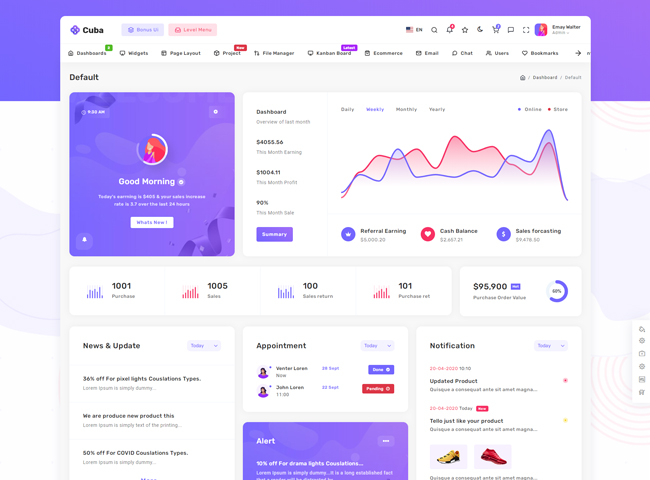 Cuba
Bonus UI
Level Menu
EN
Emay Walter
Admin
Dashboards
Widgets
Page Layout
New
Project
File Manager
Latest
Kanban Board
Ecommerce
Email
Chat
Users
Bookmarks
Default
/ Dashboard / Default
9:00 AM
Good Morning
Today's earning is $405 & your sales increase
rate is 3.7 over the last 24 hours
Whats New !
Dashboard
Overview of last month
$4055.56
This Month Earning
$1004.11
This Month Profit
90%
This Month Sale
Summary
Daily Weekly Monthly Yearly
Online Store
Referral Earning
$5,000.20
Cash Balance
$2,657.21
Sales forcasting
$9,478.50
1001
Purchase
1005
Sales
100
Sales return
101
Purchase ret
$95,900 Hot
Purchase Order Value
60%
News & Update
Today
36% off For pixel lights Couslations Types.
Lorem Ipsum is simply dummy...
We are produce new product this
Lorem Ipsum is simply text of the printing...
50% off For COVID Couslations Types.
Lorem Ipsum is simply dummy...
Appointment
Today
Venter Loren
Now
28 Sept
Done
John Loren
11:00
22 Sept
Pending
Alert
10% off For drama lights Couslations...
Lorem Ipsum is simply dummy...It is a long established fact
that a reader will be distracted by
Notification
Today
20-04-2020 10:10
Updated Product
Quisque a consequat ante sit amet magna...
20-04-2020 Today New
Tello just like your product
Quisque a consequat ante sit amet magna...